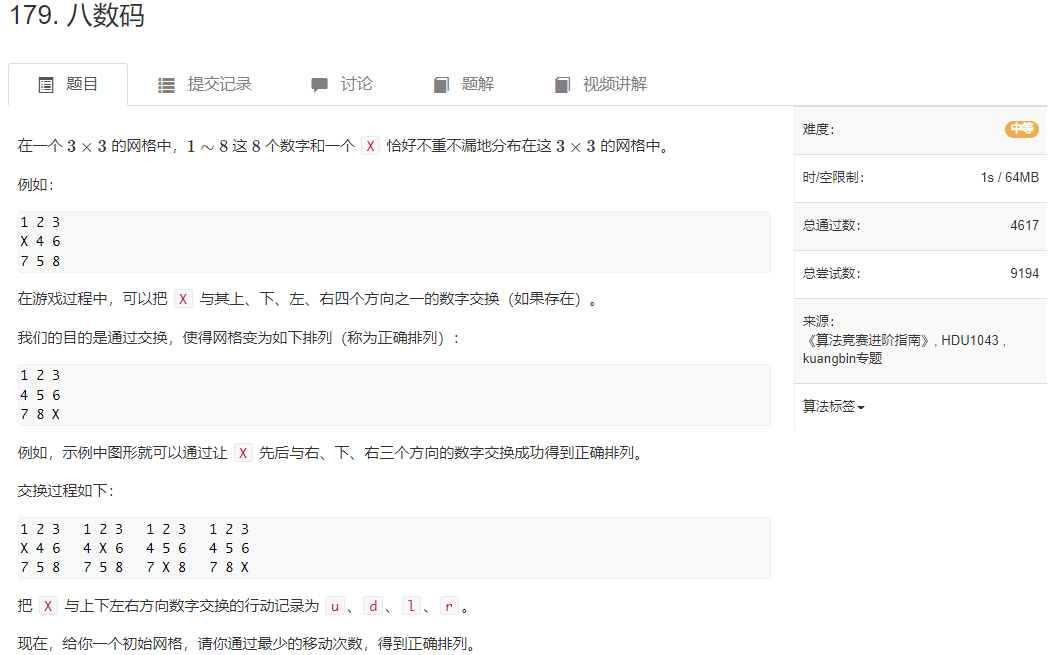 179. 八数码
题目 提交记录 讨论 题解 视频讲解
在一个 3 × 3 的网格中，1 ∼ 8 这 8 个数字和一个 X 恰好不重不漏地分布在这 3 × 3 的网格中。
例如：
1 2 3
X 4 6
7 5 8
在游戏过程中，可以把 X 与其上、下、左、右四个方向之一的数字交换（如果存在）。
我们的目的是通过交换，使得网格变为如下排列（称为正确排列）：
1 2 3
4 5 6
7 8 X
例如，示例中图形就可以通过让 X 先后与右、下、右三个方向的数字交换成功得到正确排列。
交换过程如下：
1 2 3   1 2 3   1 2 3   1 2 3
X 4 6   4 X 6   4 5 6   4 5 6
7 5 8   7 5 8   7 X 8   7 8 X
把 X 与上下左右方向数字交换的行动记录为 u、d、l、r。
现在，给你一个初始网格，请你通过最少的移动次数，得到正确排列。
难度： 中等
时/空限制： 1s / 64MB
总通过数： 4617
总尝试数： 9194
来源：
《算法竞赛进阶指南》, HDU1043 ,
kuangbin专题
算法标签